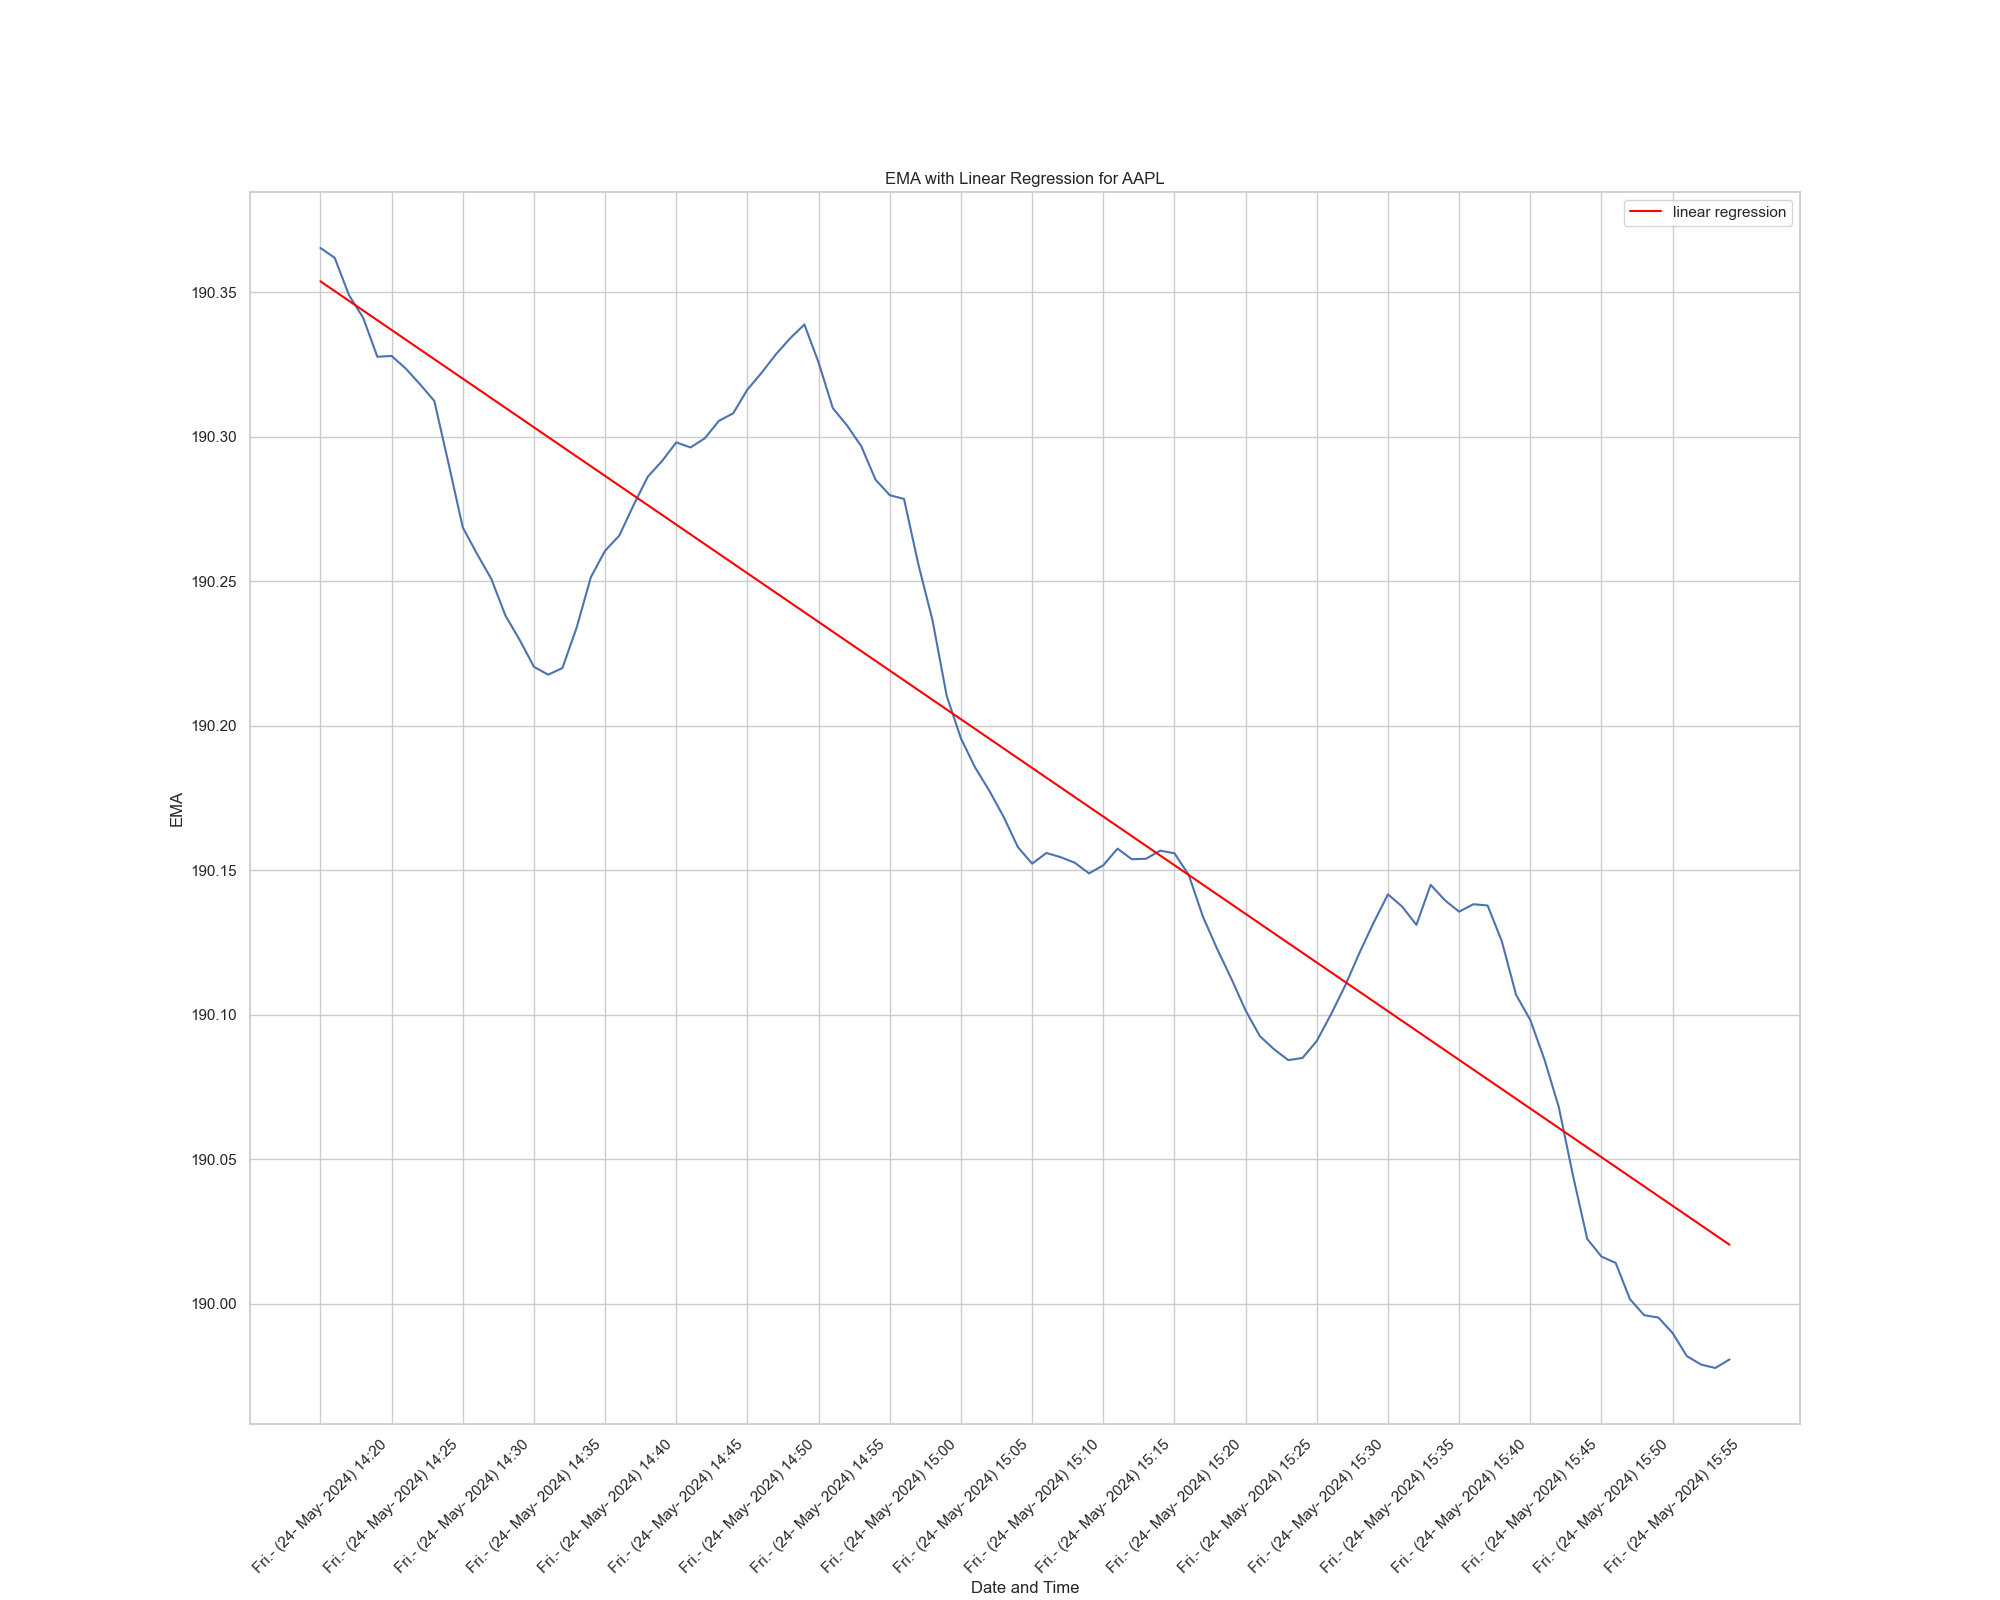 EMA with Linear Regression for AAPL
linear regression
190.35
190.30
190.25
190.20
190.15
190.10
190.05
190.00
EMA
Fri.- (24- May- 2024) 14:20
Fri.- (24- May- 2024) 14:25
Fri.- (24- May- 2024) 14:30
Fri.- (24- May- 2024) 14:35
Fri.- (24- May- 2024) 14:40
Fri.- (24- May- 2024) 14:45
Fri.- (24- May- 2024) 14:50
Fri.- (24- May- 2024) 14:55
Fri.- (24- May- 2024) 15:00
Fri.- (24- May- 2024) 15:05
Fri.- (24- May- 2024) 15:10
Fri.- (24- May- 2024) 15:15
Fri.- (24- May- 2024) 15:20
Fri.- (24- May- 2024) 15:25
Fri.- (24- May- 2024) 15:30
Fri.- (24- May- 2024) 15:35
Fri.- (24- May- 2024) 15:40
Fri.- (24- May- 2024) 15:45
Fri.- (24- May- 2024) 15:50
Fri.- (24- May- 2024) 15:55
Date and Time